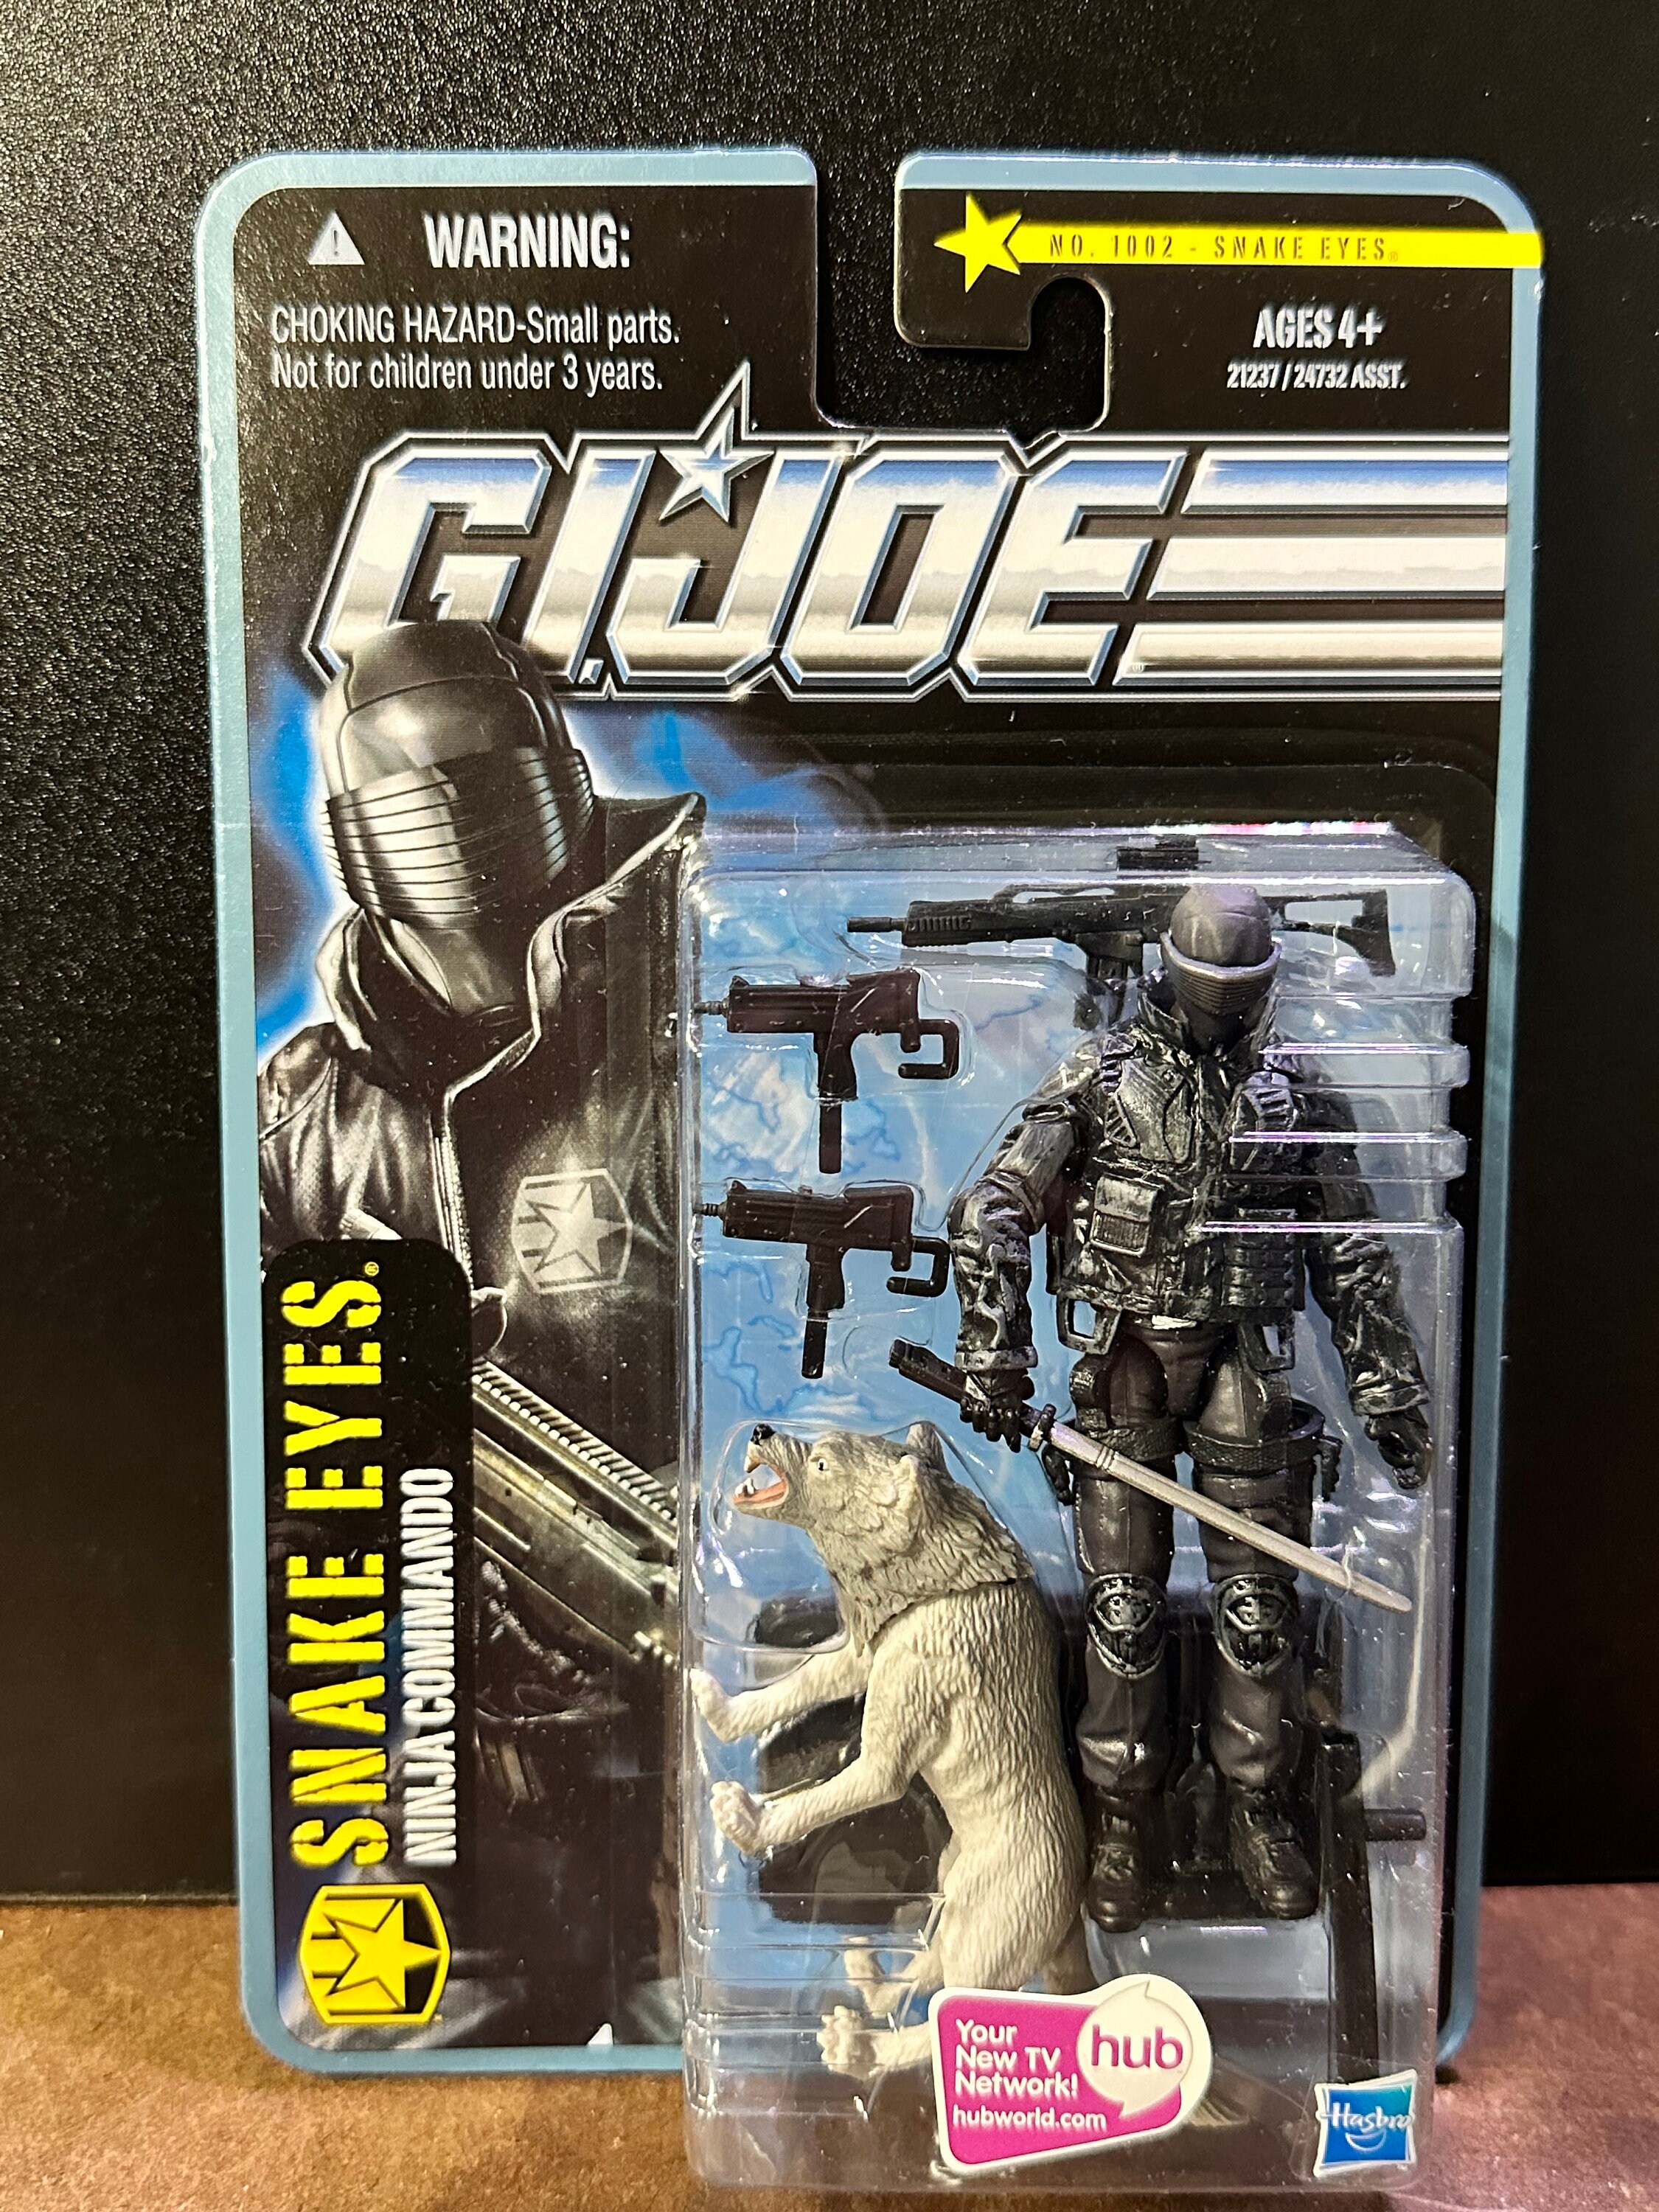 WARNING:
CHOKING HAZARD-Small parts.
Not for children under 3 years.
NO. 1002 - SNAKE EYES®
AGES 4+
21237 / 24732 ASST.
G.I.JOE
SNAKE EYES®
NINJA COMMANDO
Your
New TV
Network!
hubworld.com
hub
Hasbro